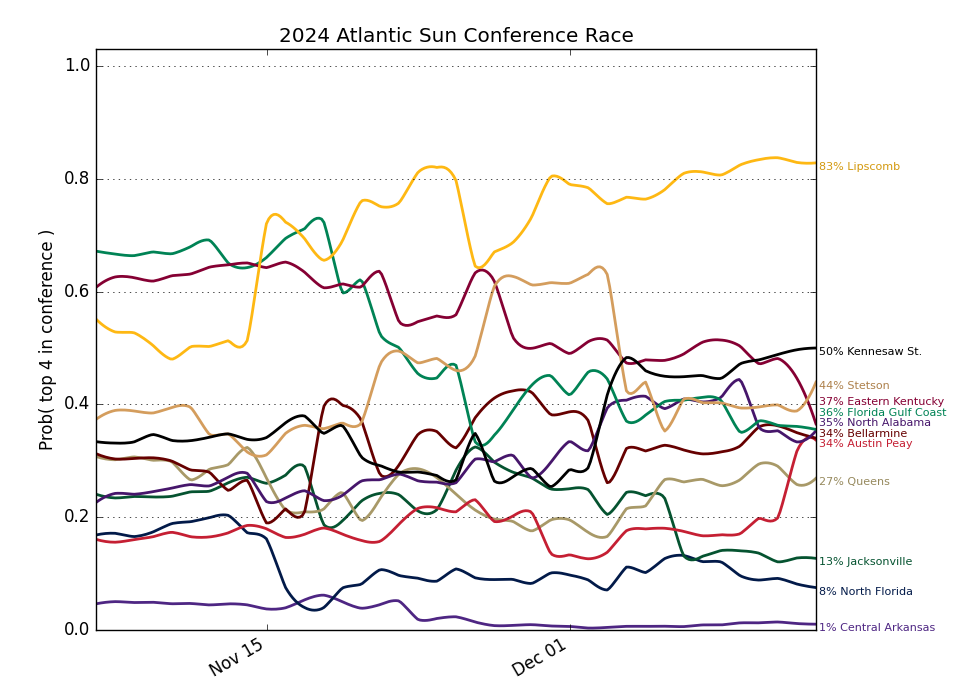 2024 Atlantic Sun Conference Race
Prob( top 4 in conference )
1.0
0.8
0.6
0.4
0.2
0.0
Nov 15
Dec 01
83% Lipscomb
50% Kennesaw St.
44% Stetson
37% Eastern Kentucky
36% Florida Gulf Coast
35% North Alabama
34% Bellarmine
34% Austin Peay
27% Queens
13% Jacksonville
8% North Florida
1% Central Arkansas